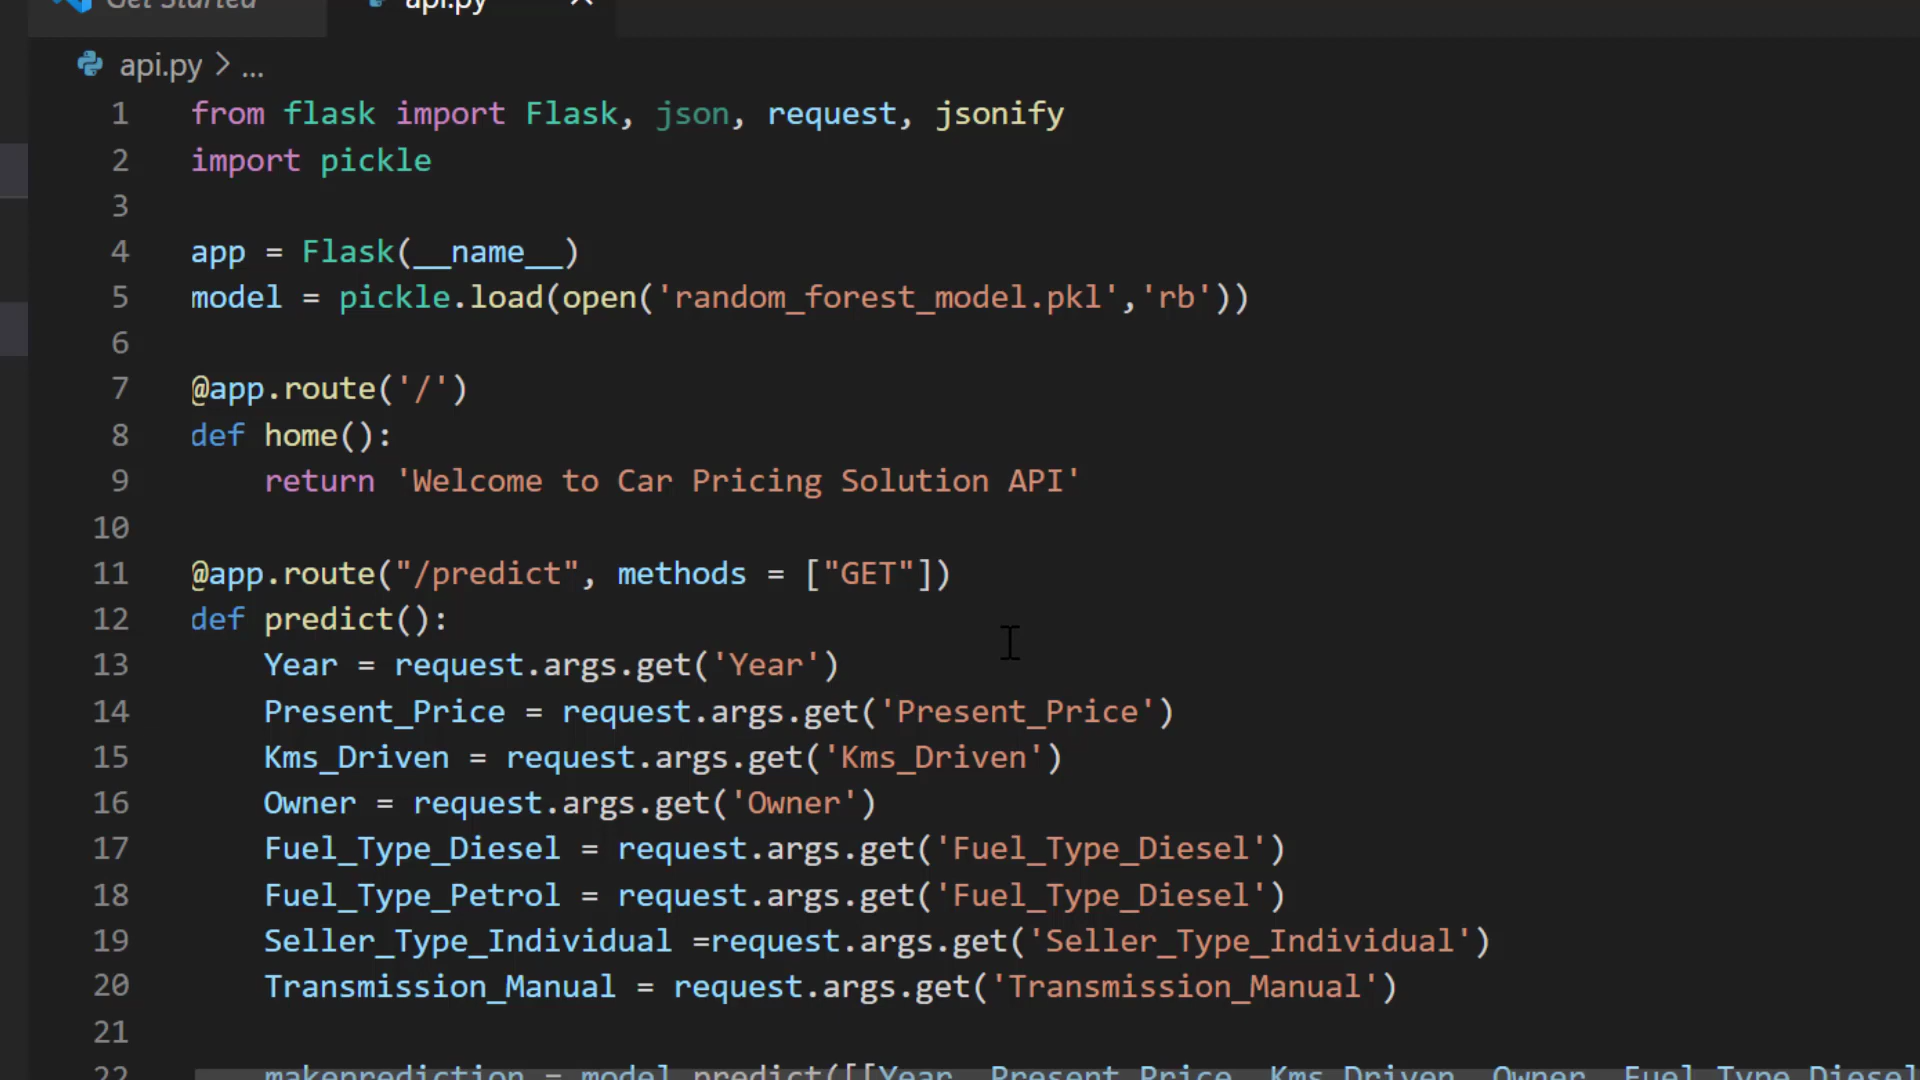 Get Started
api.py
api.py > ...
1 from flask import Flask, json, request, jsonify
2 import pickle
3
4 app = Flask(__name__)
5 model = pickle.load(open('random_forest_model.pkl','rb'))
6
7 @app.route('/')
8 def home():
9     return 'Welcome to Car Pricing Solution API'
10
11 @app.route("/predict", methods = ["GET"])
12 def predict():
13     Year = request.args.get('Year')
14     Present_Price = request.args.get('Present_Price')
15     Kms_Driven = request.args.get('Kms_Driven')
16     Owner = request.args.get('Owner')
17     Fuel_Type_Diesel = request.args.get('Fuel_Type_Diesel')
18     Fuel_Type_Petrol = request.args.get('Fuel_Type_Diesel')
19     Seller_Type_Individual =request.args.get('Seller_Type_Individual')
20     Transmission_Manual = request.args.get('Transmission_Manual')
21
22     makeprediction = model.predict([[Year, Present_Price, Kms_Driven, Owner, Fuel_Type_Diesel